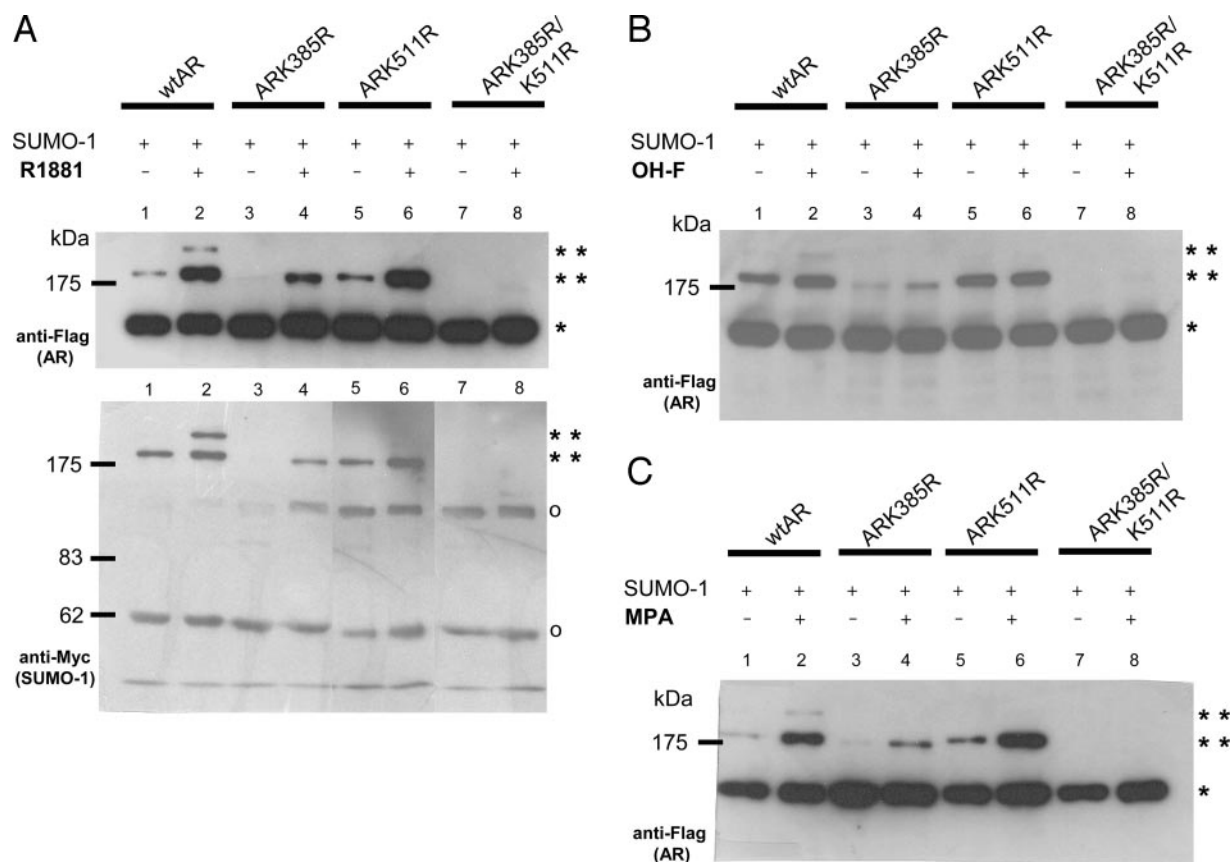 A
wtAR ARK385R ARK511R ARK385R/ K511R
SUMO-1 + + + + + + + +
R1881 - + - + - + - +
1 2 3 4 5 6 7 8
kDa
* *
175 * *
anti-Flag *
(AR)
1 2 3 4 5 6 7 8
* *
175 * *
o
83
62
o
anti-Myc
(SUMO-1)
B
wtAR ARK385R ARK511R ARK385R/ K511R
SUMO-1 + + + + + + + +
OH-F - + - + - + - +
1 2 3 4 5 6 7 8
kDa
* *
175 * *
*
anti-Flag
(AR)
C
wtAR ARK385R ARK511R ARK385R/ K511R
SUMO-1 + + + + + + + +
MPA - + - + - + - +
1 2 3 4 5 6 7 8
kDa
* *
175 * *
*
anti-Flag
(AR)